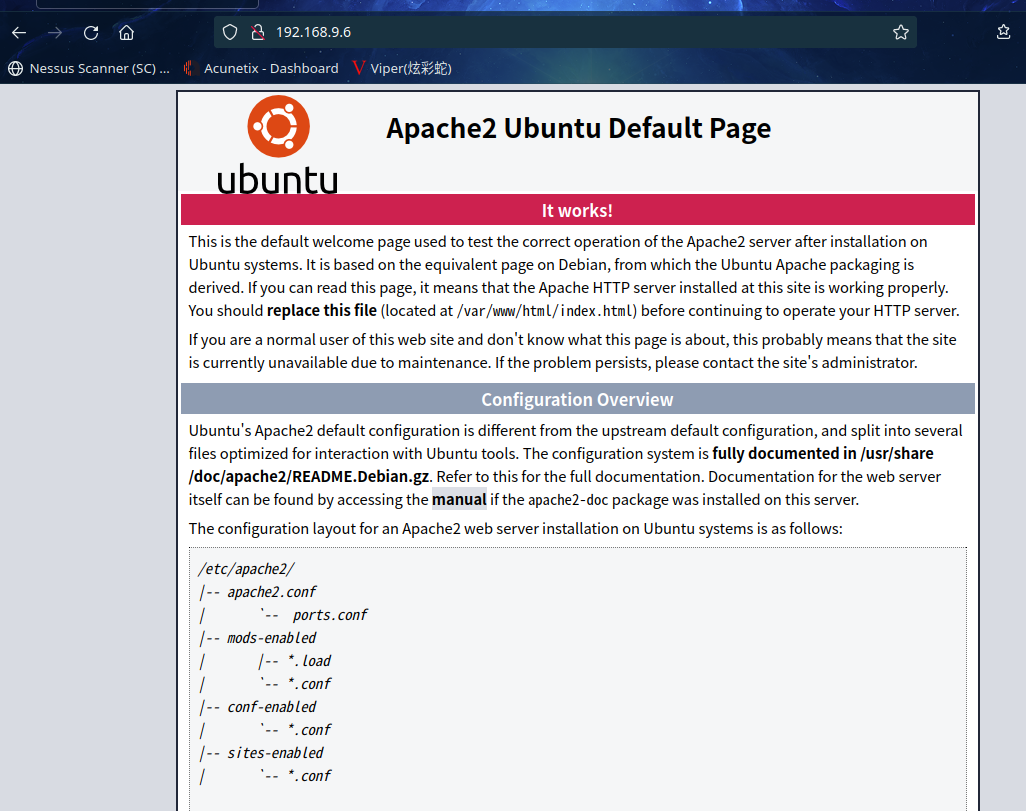 192.168.9.6
Nessus Scanner (SC) ... Acunetix - Dashboard Viper(炫彩蛇)
Apache2 Ubuntu Default Page
ubuntu
It works!
This is the default welcome page used to test the correct operation of the Apache2 server after installation on
Ubuntu systems. It is based on the equivalent page on Debian, from which the Ubuntu Apache packaging is
derived. If you can read this page, it means that the Apache HTTP server installed at this site is working properly.
You should replace this file (located at /var/www/html/index.html) before continuing to operate your HTTP server.
If you are a normal user of this web site and don't know what this page is about, this probably means that the site
is currently unavailable due to maintenance. If the problem persists, please contact the site's administrator.
Configuration Overview
Ubuntu's Apache2 default configuration is different from the upstream default configuration, and split into several
files optimized for interaction with Ubuntu tools. The configuration system is fully documented in /usr/share
/doc/apache2/README.Debian.gz. Refer to this for the full documentation. Documentation for the web server
itself can be found by accessing the manual if the apache2-doc package was installed on this server.
The configuration layout for an Apache2 web server installation on Ubuntu systems is as follows:
/etc/apache2/
|-- apache2.conf
|       `--  ports.conf
|-- mods-enabled
|       |-- *.load
|       `-- *.conf
|-- conf-enabled
|       `-- *.conf
|-- sites-enabled
|       `-- *.conf